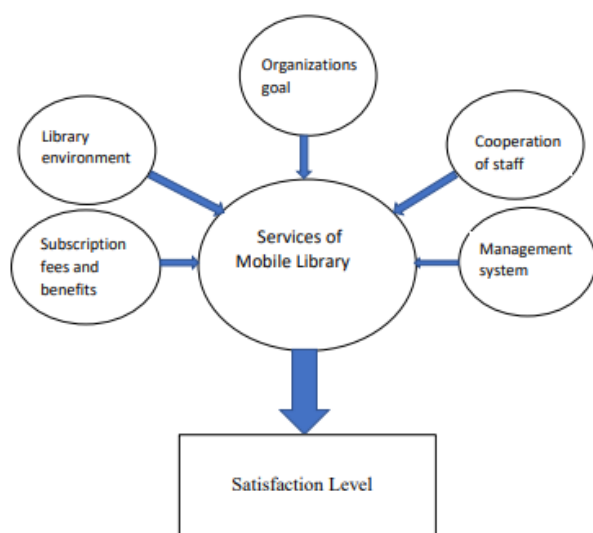 Organizations
goal
Library
environment
Cooperation
of staff
Services of
Mobile Library
Subscription
fees and
benefits
Management
system
Satisfaction Level